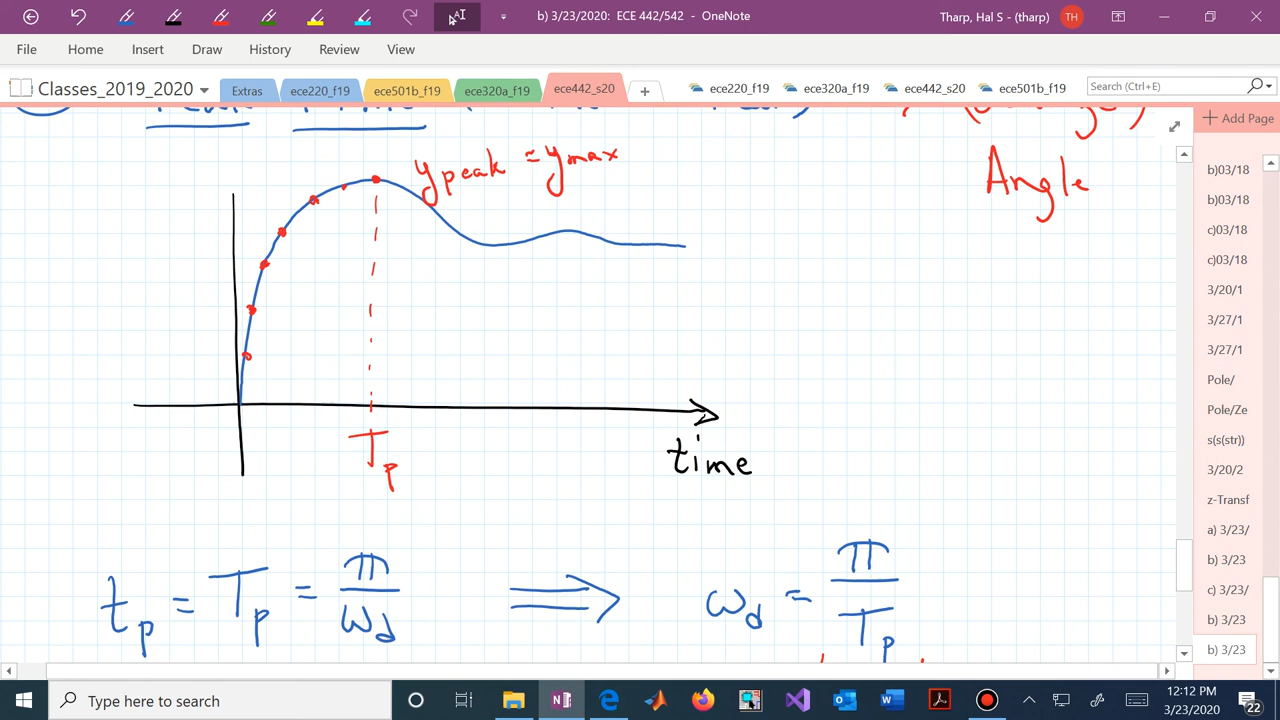 b) 3/23/2020: ECE 442/542 - OneNote
Tharp, Hal S - (tharp)
TH
File Home Insert Draw History Review View
Classes_2019_2020
Extras ece220_f19 ece501b_f19 ece320a_f19 ece442_s20
ece220_f19 ece320a_f19 ece442_s20 ece501b_f19
Search (Ctrl+E)
Add Page
b)03/18
b)03/18
c)03/18
c)03/18
3/20/1
3/27/1
3/27/1
Pole/
Pole/Ze
s(s(str))
3/20/2
z-Transf
a) 3/23/
b) 3/23
c) 3/23/
b) 3/23
b) 3/23
Angle
y peak = y max
Tp
time
tp = Tp = π/ωd ⟹ ωd = π/Tp
Type here to search
12:12 PM
3/23/2020
22